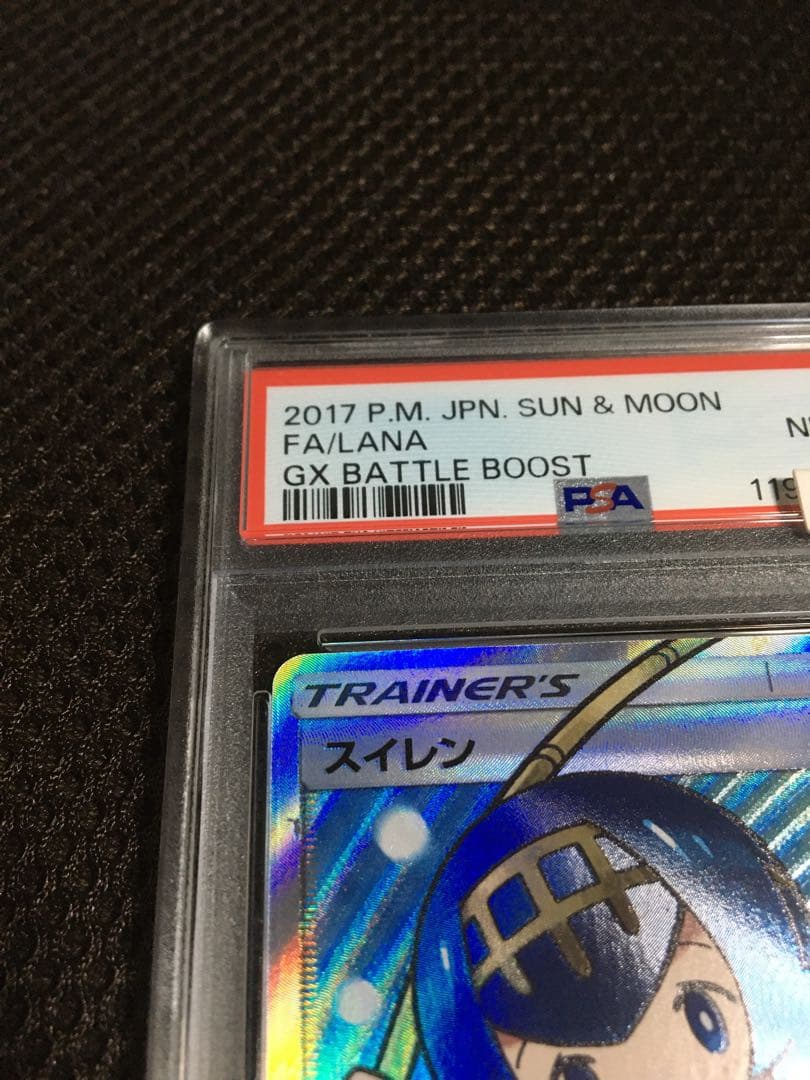 2017 P.M. JPN. SUN & MOON
FA/LANA
GX BATTLE BOOST
PSA
TRAINER'S
スイレン